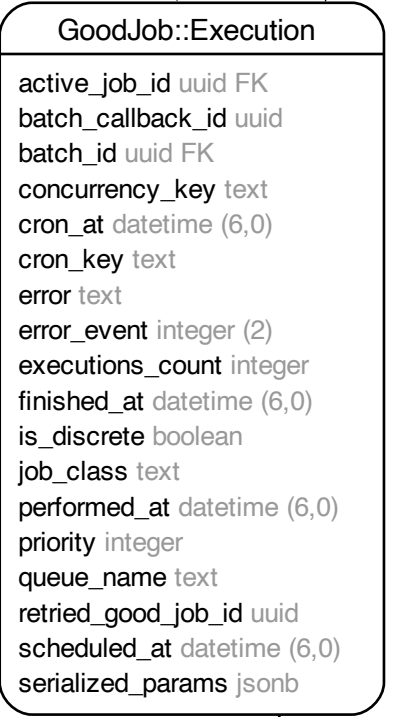 GoodJob::Execution
active_job_id uuid FK
batch_callback_id uuid
batch_id uuid FK
concurrency_key text
cron_at datetime (6,0)
cron_key text
error text
error_event integer (2)
executions_count integer
finished_at datetime (6,0)
is_discrete boolean
job_class text
performed_at datetime (6,0)
priority integer
queue_name text
retried_good_job_id uuid
scheduled_at datetime (6,0)
serialized_params jsonb